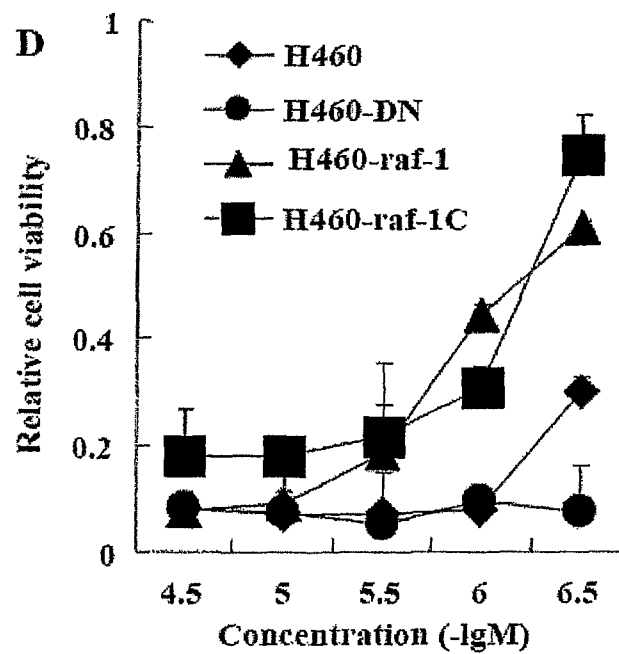 D
H460
H460-DN
H460-raf-1
H460-raf-1C
Relative cell viability
1
0.8
0.6
0.4
0.2
0
4.5 5 5.5 6 6.5
Concentration (-lgM)